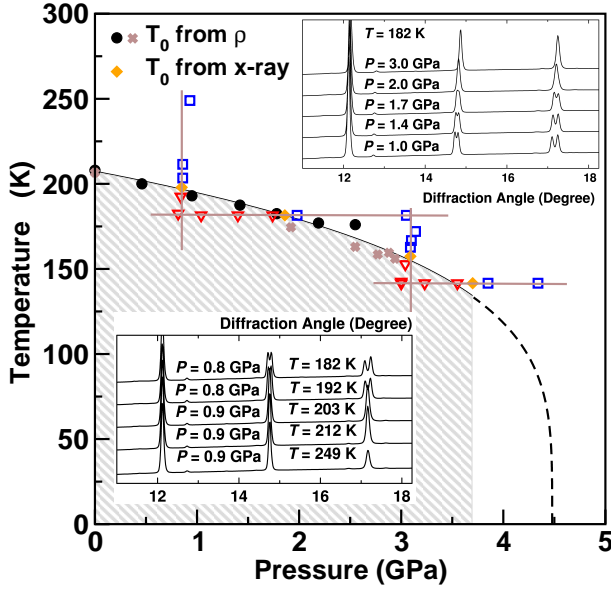 T₀ from ρ
T₀ from x-ray
T = 182 K
P = 3.0 GPa
P = 2.0 GPa
P = 1.7 GPa
P = 1.4 GPa
P = 1.0 GPa
12 14 16 18
Diffraction Angle (Degree)
300
250
200
150
100
50
0
Temperature (K)
Diffraction Angle (Degree)
P = 0.8 GPa T = 182 K
P = 0.8 GPa T = 192 K
P = 0.9 GPa T = 203 K
P = 0.9 GPa T = 212 K
P = 0.9 GPa T = 249 K
12 14 16 18
0 1 2 3 4 5
Pressure (GPa)